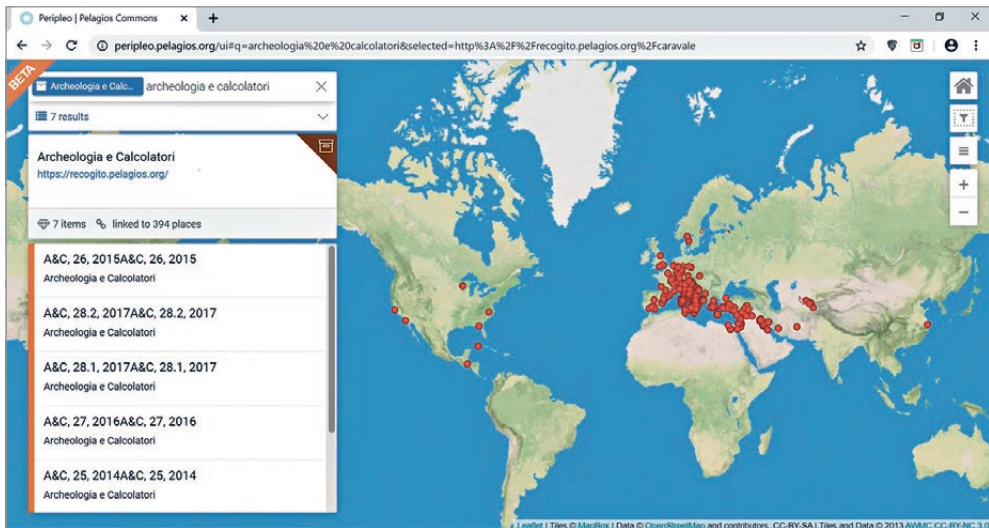 Peripleo | Pelagios Commons
peripleo.pelagios.org/ui#q=archeologia%20e%20calcolatori&selected=http%3A%2F%2Frecogito.pelagios.org%2Fcaravale
BETA
Archeologia e Calc... archeologia e calcolatori
7 results
Archeologia e Calcolatori
https://recogito.pelagios.org/
7 items linked to 394 places
A&C, 26, 2015A&C, 26, 2015
Archeologia e Calcolatori
A&C, 28.2, 2017A&C, 28.2, 2017
Archeologia e Calcolatori
A&C, 28.1, 2017A&C, 28.1, 2017
Archeologia e Calcolatori
A&C, 27, 2016A&C, 27, 2016
Archeologia e Calcolatori
A&C, 25, 2014A&C, 25, 2014
Archeologia e Calcolatori
Leaflet | Tiles © MapBox | Data © OpenStreetMap and contributors, CC-BY-SA | Tiles and Data © 2013 AWMC CC-BY-NC 3.0